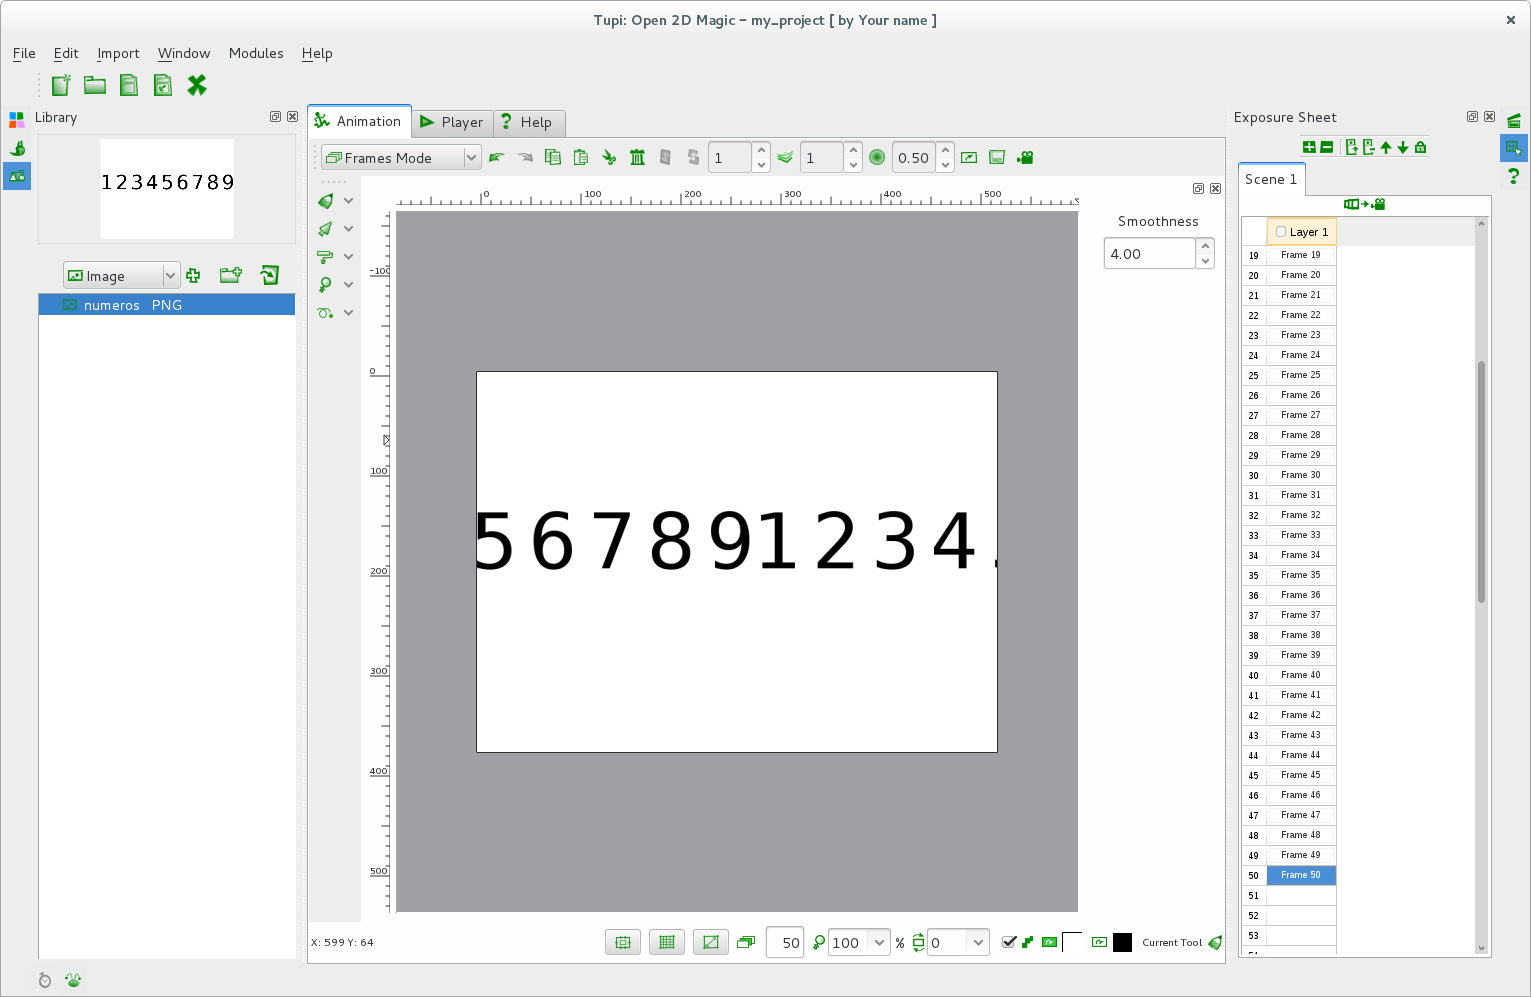 Tupi: Open 2D Magic – my_project [ by Your name ]
File Edit Import Window Modules Help
Library
123456789
Image
numeros PNG
Animation Player Help
Frames Mode 1 1 0.50
0 100 200 300 400 500
-100
0
100
200
300
400
500
567891234
Smoothness
4.00
X: 599 Y: 64 50 100 % 0 Current Tool
Exposure Sheet
Scene 1
Layer 1
19 Frame 19
20 Frame 20
21 Frame 21
22 Frame 22
23 Frame 23
24 Frame 24
25 Frame 25
26 Frame 26
27 Frame 27
28 Frame 28
29 Frame 29
30 Frame 30
31 Frame 31
32 Frame 32
33 Frame 33
34 Frame 34
35 Frame 35
36 Frame 36
37 Frame 37
38 Frame 38
39 Frame 39
40 Frame 40
41 Frame 41
42 Frame 42
43 Frame 43
44 Frame 44
45 Frame 45
46 Frame 46
47 Frame 47
48 Frame 48
49 Frame 49
50 Frame 50
51
52
53